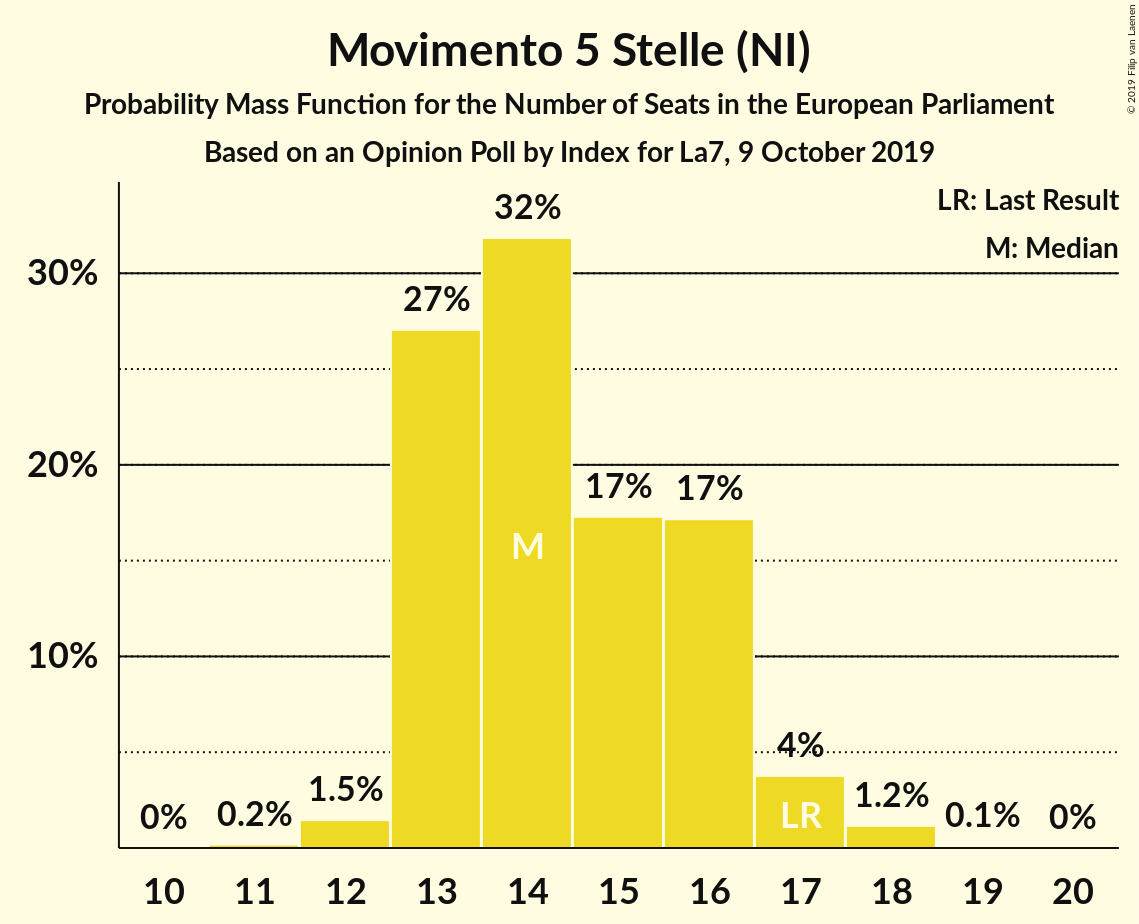 Movimento 5 Stelle (NI)
Probability Mass Function for the Number of Seats in the European Parliament
Based on an Opinion Poll by Index for La7, 9 October 2019
© 2019 Filip van Laenen
LR: Last Result
M: Median
30%
20%
10%
0%
0.2%
1.5%
27%
32%
17%
17%
4%
1.2%
0.1%
0%
M
LR
10 11 12 13 14 15 16 17 18 19 20